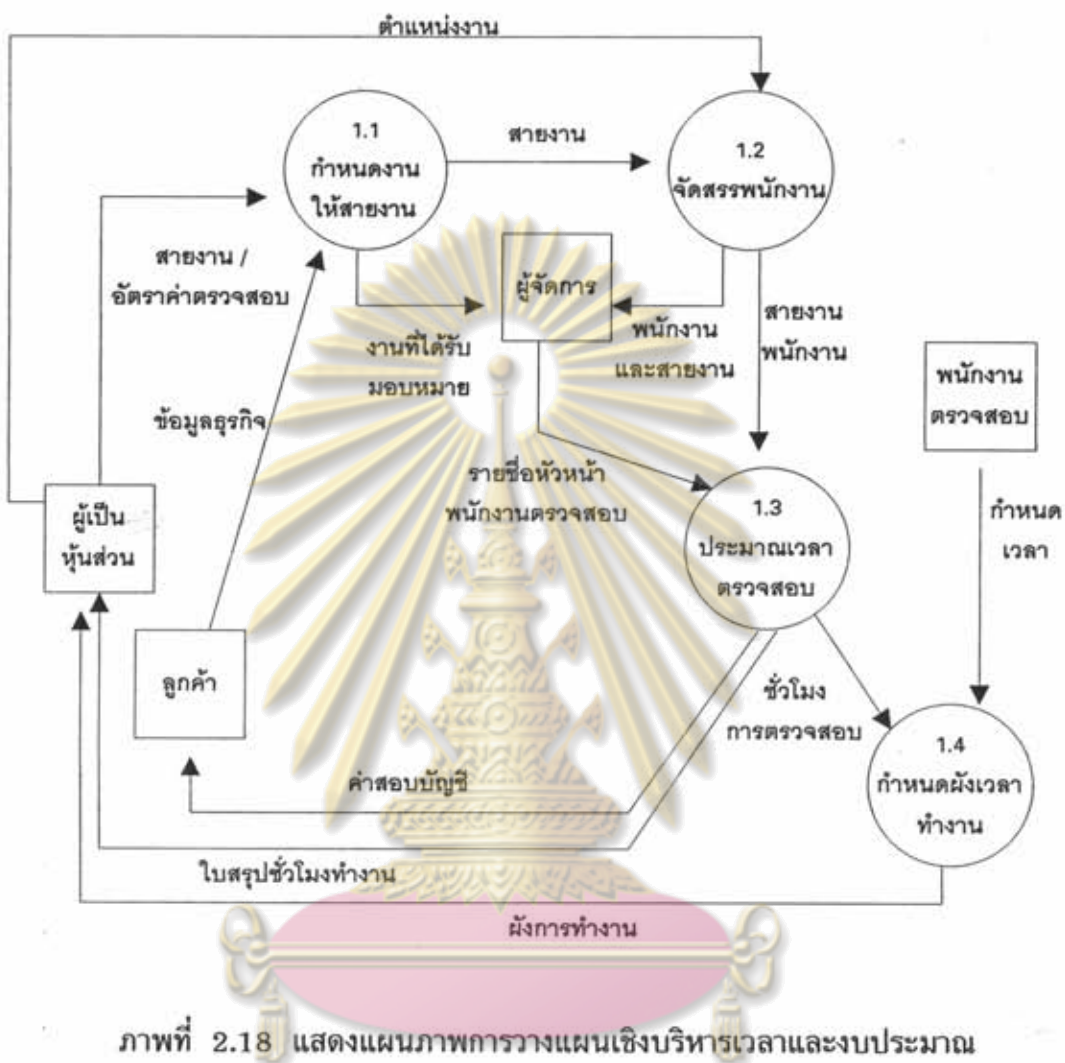 ตำแหน่งงาน
1.1
กำหนดงาน
ให้สายงาน
สายงาน
1.2
จัดสรรพนักงาน
สายงาน /
อัตราค่าตรวจสอบ
ผู้จัดการ
งานที่ได้รับ
มอบหมาย
พนักงาน
และสายงาน
สายงาน
พนักงาน
พนักงาน
ตรวจสอบ
ข้อมูลธุรกิจ
รายชื่อหัวหน้า
พนักงานตรวจสอบ
ผู้เป็น
หุ้นส่วน
1.3
ประมาณเวลา
ตรวจสอบ
กำหนด
เวลา
ลูกค้า
ชั่วโมง
การตรวจสอบ
1.4
กำหนดผังเวลา
ทำงาน
ค่าสอบบัญชี
ใบสรุปชั่วโมงทำงาน
ผังการทำงาน
ภาพที่ 2.18 แสดงแผนภาพการวางแผนเชิงบริหารเวลาและงบประมาณ